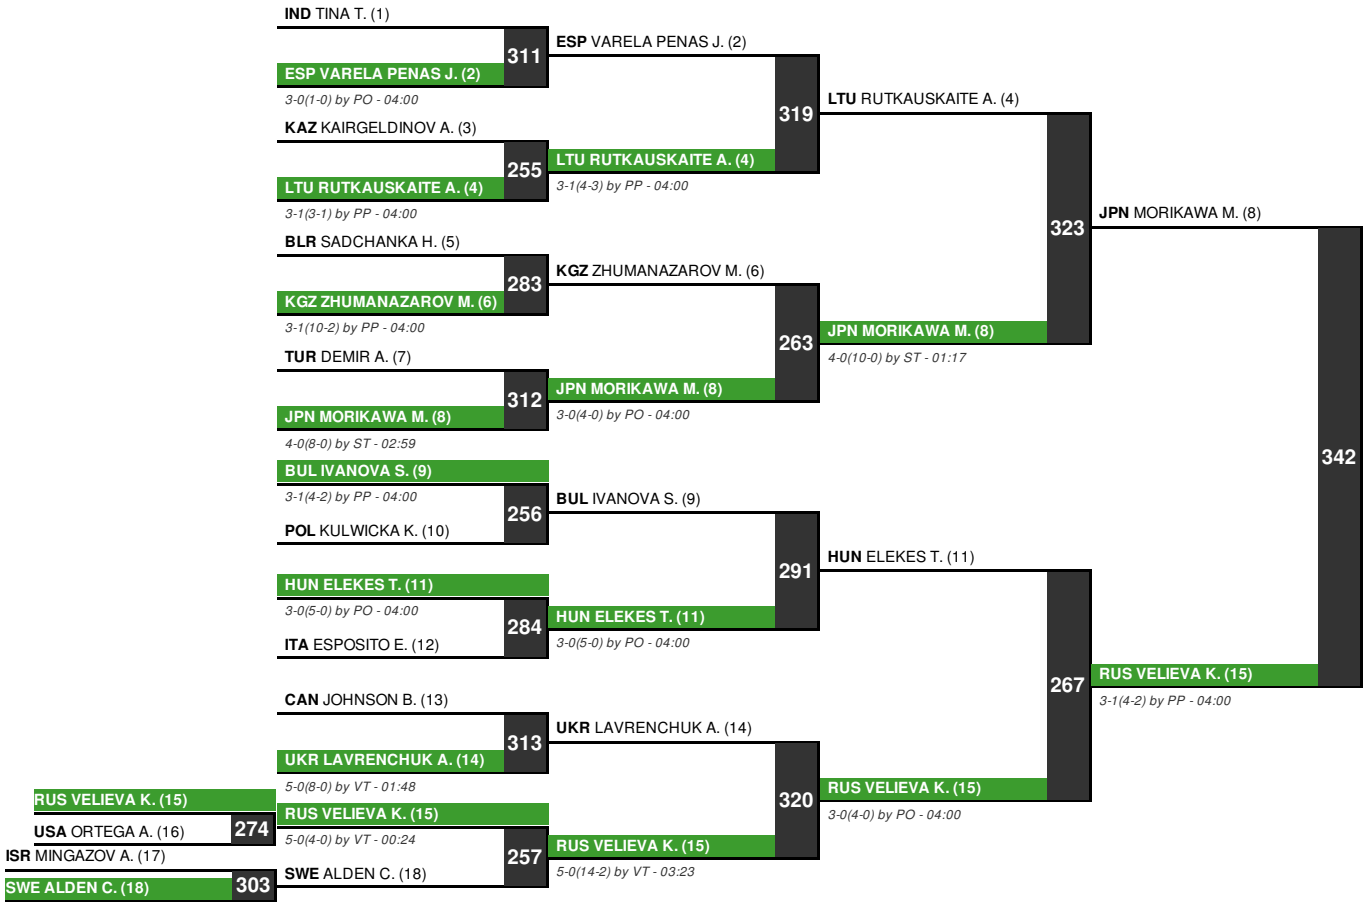 IND TINA T. (1)
311
ESP VARELA PENAS J. (2)
3-0(1-0) by PO - 04:00
KAZ KAIRGELDINOV A. (3)
255
LTU RUTKAUSKAITE A. (4)
3-1(3-1) by PP - 04:00
BLR SADCHANKA H. (5)
283
KGZ ZHUMANAZAROV M. (6)
3-1(10-2) by PP - 04:00
TUR DEMIR A. (7)
312
JPN MORIKAWA M. (8)
4-0(8-0) by ST - 02:59
BUL IVANOVA S. (9)
3-1(4-2) by PP - 04:00
256
POL KULWICKA K. (10)
HUN ELEKES T. (11)
3-0(5-0) by PO - 04:00
284
ITA ESPOSITO E. (12)
CAN JOHNSON B. (13)
313
UKR LAVRENCHUK A. (14)
5-0(8-0) by VT - 01:48
RUS VELIEVA K. (15)
USA ORTEGA A. (16)
274
ISR MINGAZOV A. (17)
SWE ALDEN C. (18)
303
RUS VELIEVA K. (15)
5-0(4-0) by VT - 00:24
257
SWE ALDEN C. (18)
ESP VARELA PENAS J. (2)
319
LTU RUTKAUSKAITE A. (4)
3-1(4-3) by PP - 04:00
KGZ ZHUMANAZAROV M. (6)
263
JPN MORIKAWA M. (8)
3-0(4-0) by PO - 04:00
BUL IVANOVA S. (9)
291
HUN ELEKES T. (11)
3-0(5-0) by PO - 04:00
UKR LAVRENCHUK A. (14)
320
RUS VELIEVA K. (15)
5-0(14-2) by VT - 03:23
LTU RUTKAUSKAITE A. (4)
323
JPN MORIKAWA M. (8)
4-0(10-0) by ST - 01:17
HUN ELEKES T. (11)
267
RUS VELIEVA K. (15)
3-0(4-0) by PO - 04:00
JPN MORIKAWA M. (8)
342
RUS VELIEVA K. (15)
3-1(4-2) by PP - 04:00